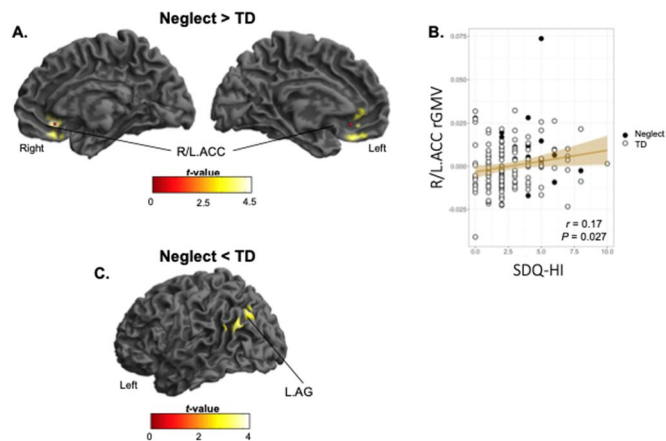 Neglect > TD
A.
Right
R/L.ACC
Left
t-value
0 2.5 4.5
B.
R/L.ACC rGMV
0.075
0.050
0.025
0.000
-0.025
0.0 2.5 5.0 7.5 10.0
r = 0.17
P = 0.027
SDQ-HI
Neglect
TD
Neglect < TD
C.
Left
L.AG
t-value
0 2 4